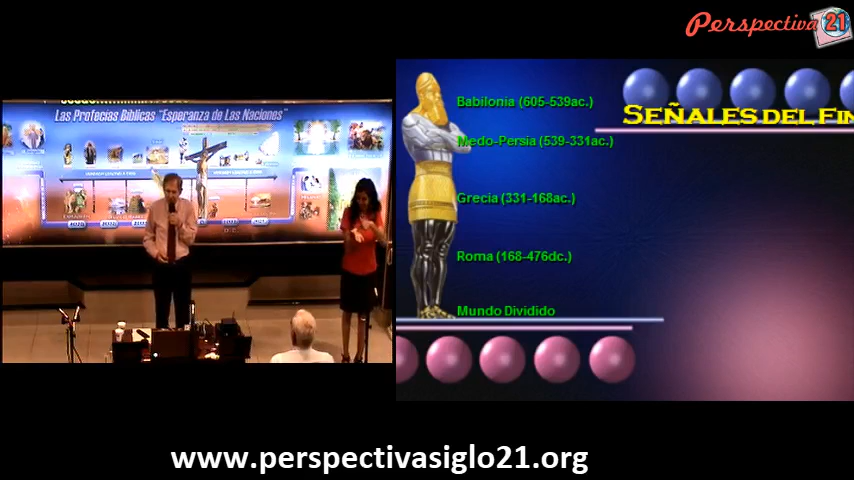 Perspectiva 21
Las Profecías Bíblicas "Esperanza de Las Naciones"
Babilonia (605-539ac.)
SEÑALES DEL FIN
Medo-Persia (539-331ac.)
Grecia (331-168ac.)
Roma (168-476dc.)
Mundo Dividido
www.perspectivasiglo21.org